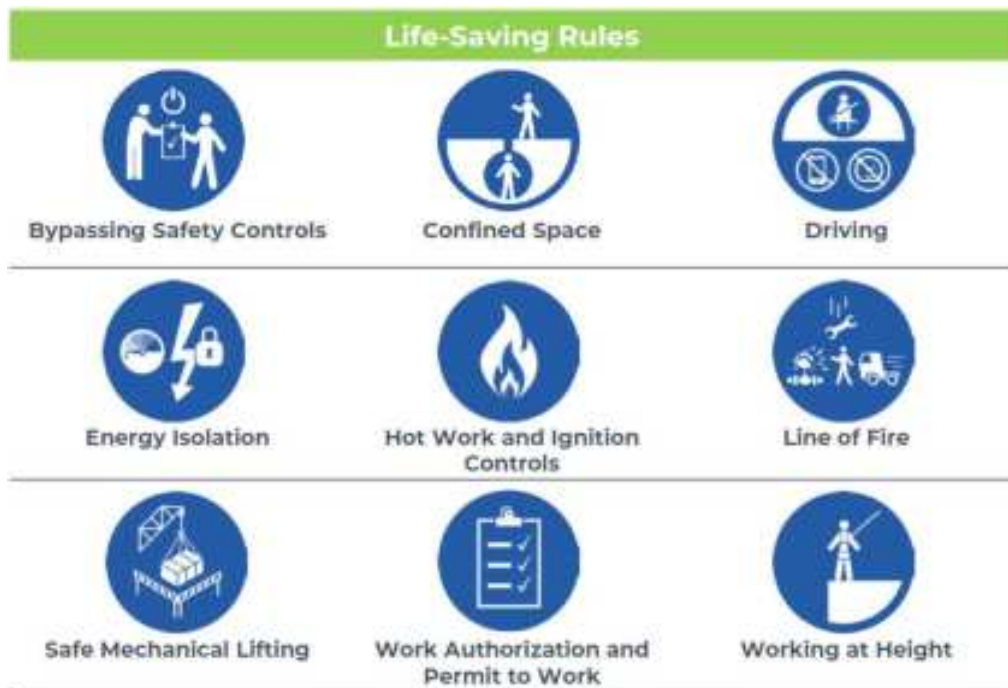 Life-Saving Rules
Bypassing Safety Controls
Confined Space
Driving
Energy Isolation
Hot Work and Ignition
Controls
Line of Fire
Safe Mechanical Lifting
Work Authorization and
Permit to Work
Working at Height